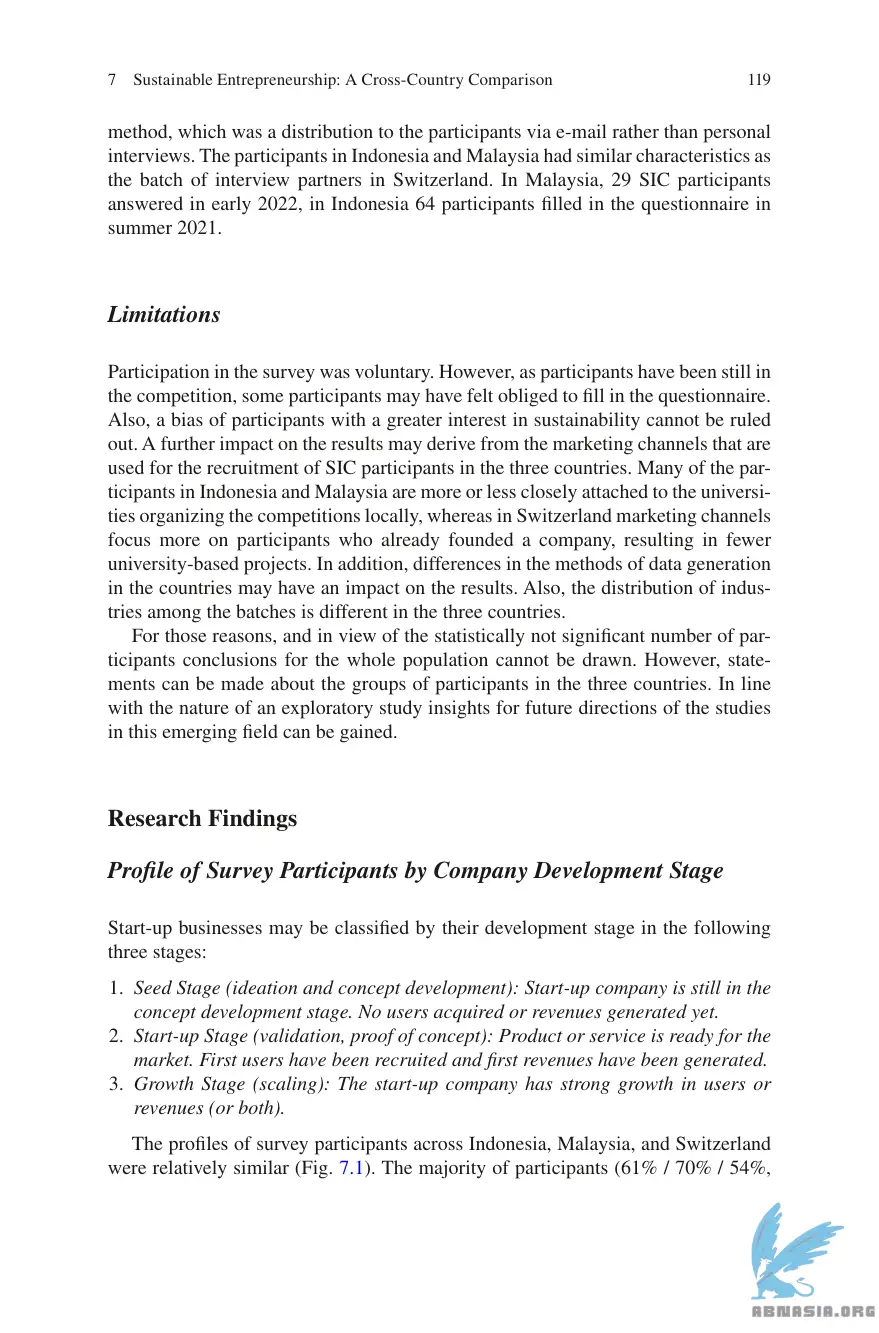 7 Sustainable Entrepreneurship: A Cross-Country Comparison 119
method, which was a distribution to the participants via e-mail rather than personal
interviews. The participants in Indonesia and Malaysia had similar characteristics as
the batch of interview partners in Switzerland. In Malaysia, 29 SIC participants
answered in early 2022, in Indonesia 64 participants filled in the questionnaire in
summer 2021.
Limitations
Participation in the survey was voluntary. However, as participants have been still in
the competition, some participants may have felt obliged to fill in the questionnaire.
Also, a bias of participants with a greater interest in sustainability cannot be ruled
out. A further impact on the results may derive from the marketing channels that are
used for the recruitment of SIC participants in the three countries. Many of the par-
ticipants in Indonesia and Malaysia are more or less closely attached to the universi-
ties organizing the competitions locally, whereas in Switzerland marketing channels
focus more on participants who already founded a company, resulting in fewer
university-based projects. In addition, differences in the methods of data generation
in the countries may have an impact on the results. Also, the distribution of indus-
tries among the batches is different in the three countries.
For those reasons, and in view of the statistically not significant number of par-
ticipants conclusions for the whole population cannot be drawn. However, state-
ments can be made about the groups of participants in the three countries. In line
with the nature of an exploratory study insights for future directions of the studies
in this emerging field can be gained.
Research Findings
Profile of Survey Participants by Company Development Stage
Start-up businesses may be classified by their development stage in the following
three stages:
1. Seed Stage (ideation and concept development): Start-up company is still in the
concept development stage. No users acquired or revenues generated yet.
2. Start-up Stage (validation, proof of concept): Product or service is ready for the
market. First users have been recruited and first revenues have been generated.
3. Growth Stage (scaling): The start-up company has strong growth in users or
revenues (or both).
The profiles of survey participants across Indonesia, Malaysia, and Switzerland
were relatively similar (Fig. 7.1). The majority of participants (61% / 70% / 54%,
ABNASIA.ORG